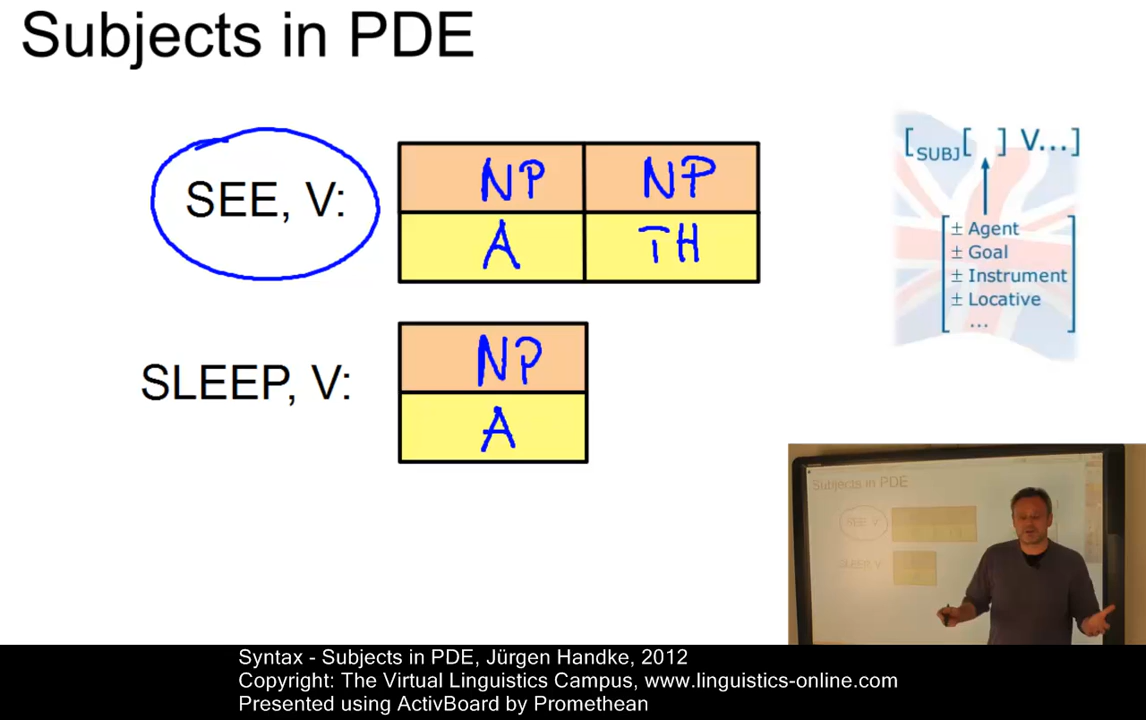 Subjects in PDE
SEE, V:
NP NP
A TH
SLEEP, V:
NP
A
[SUBJ[ ] V...]
± Agent
± Goal
± Instrument
± Locative
...
Subjects in PDE
SEE, V:
SLEEP, V:
Syntax - Subjects in PDE, Jürgen Handke, 2012
Copyright: The Virtual Linguistics Campus, www.linguistics-online.com
Presented using ActivBoard by Promethean